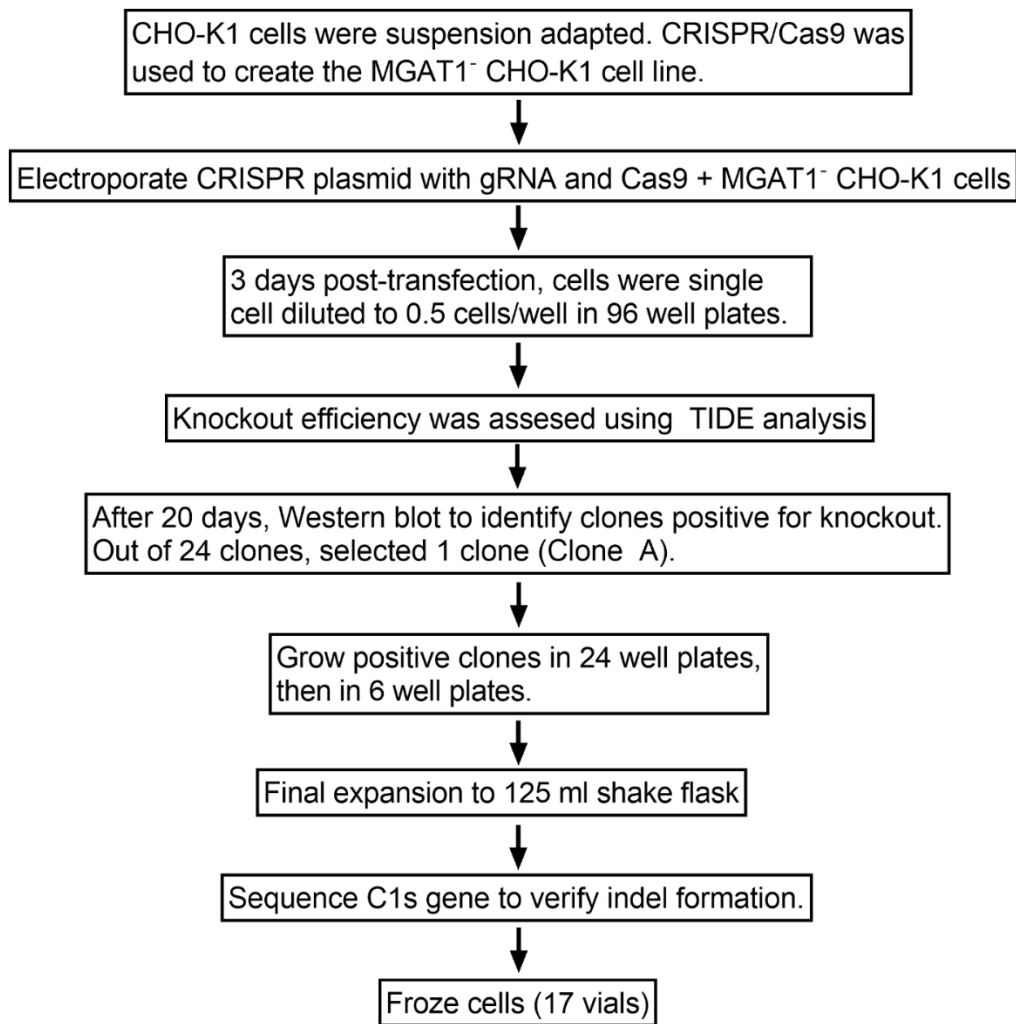 CHO-K1 cells were suspension adapted. CRISPR/Cas9 was
used to create the MGAT1⁻ CHO-K1 cell line.
Electroporate CRISPR plasmid with gRNA and Cas9 + MGAT1⁻ CHO-K1 cells
3 days post-transfection, cells were single
cell diluted to 0.5 cells/well in 96 well plates.
Knockout efficiency was assesed using TIDE analysis
After 20 days, Western blot to identify clones positive for knockout.
Out of 24 clones, selected 1 clone (Clone A).
Grow positive clones in 24 well plates,
then in 6 well plates.
Final expansion to 125 ml shake flask
Sequence C1s gene to verify indel formation.
Froze cells (17 vials)